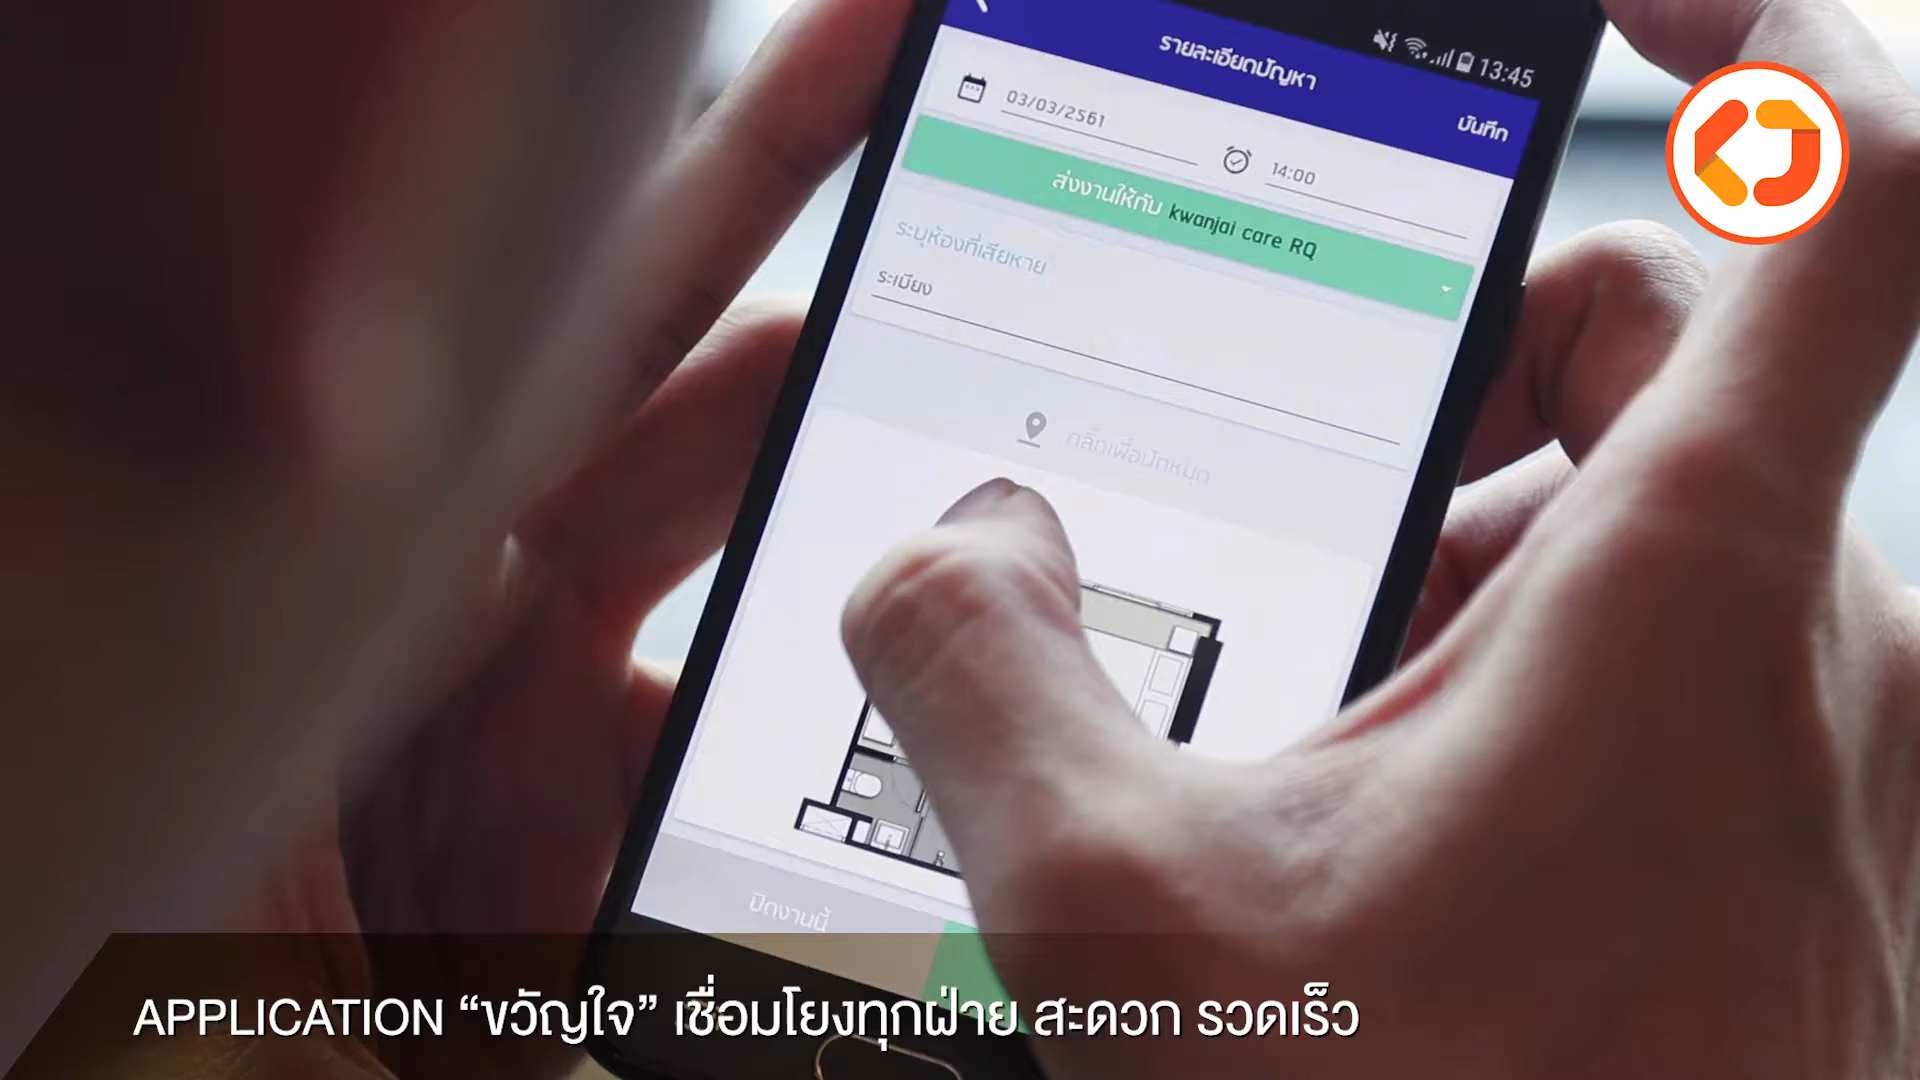 13:45
รายละเอียดปัญหา
บันทึก
03/03/2561
14:00
ส่งงานให้กับ kwanjai care RQ
ระบุห้องที่เสียหาย
ระเบียง
คลิ๊กเพื่อปักหมุด
ปิดงานนี้
APPLICATION “ขวัญใจ” เชื่อมโยงทุกฝ่าย สะดวก รวดเร็ว